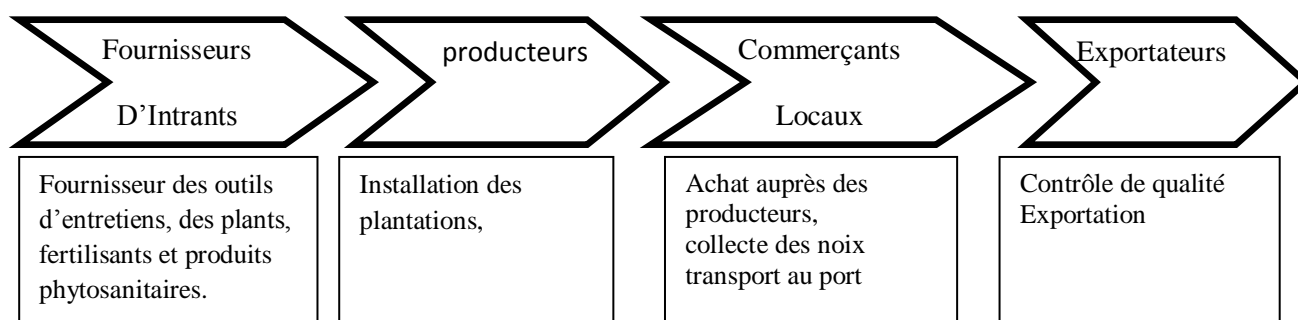 Fournisseurs
D’Intrants
producteurs
Commerçants
Locaux
Exportateurs
Fournisseur des outils
d’entretiens, des plants,
fertilisants et produits
phytosanitaires.
Installation des
plantations,
Achat auprès des
producteurs,
collecte des noix
transport au port
Contrôle de qualité
Exportation